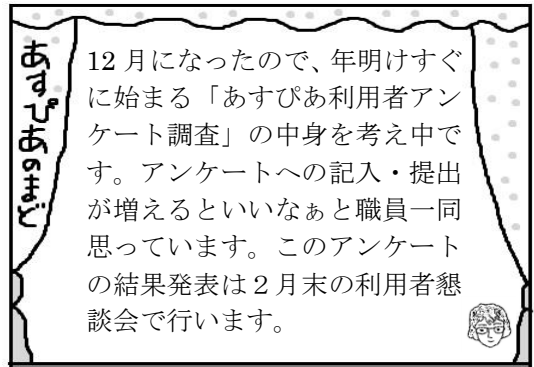 あすぴあのまど
12月になったので、年明けすぐ
に始まる「あすぴあ利用者アン
ケート調査」の中身を考え中で
す。アンケートへの記入・提出
が増えるといいなぁと職員一同
思っています。このアンケート
の結果発表は２月末の利用者懇
談会で行います。